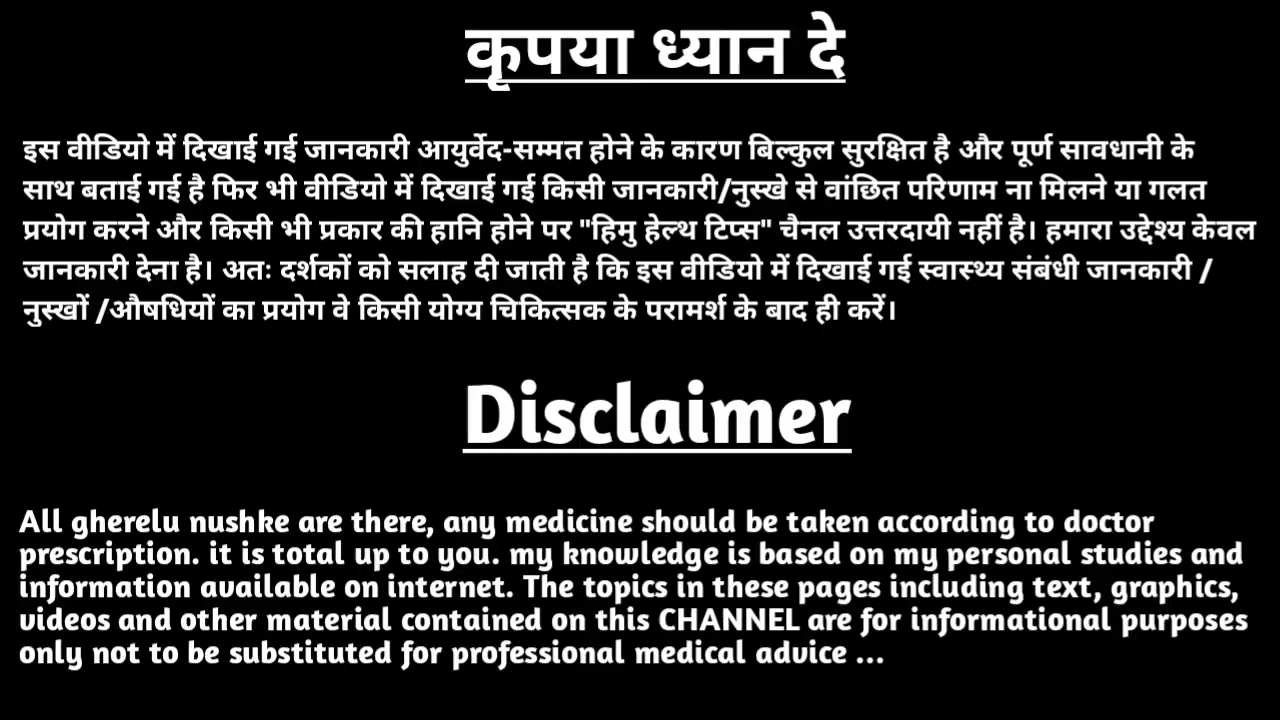 कृपया ध्यान दे
इस वीडियो में दिखाई गई जानकारी आयुर्वेद-सम्मत होने के कारण बिल्कुल सुरक्षित है और पूर्ण सावधानी के
साथ बताई गई है फिर भी वीडियो में दिखाई गई किसी जानकारी/नुस्खे से वांछित परिणाम ना मिलने या गलत
प्रयोग करने और किसी भी प्रकार की हानि होने पर "हिमु हेल्थ टिप्स" चैनल उत्तरदायी नहीं है। हमारा उद्देश्य केवल
जानकारी देना है। अतः दर्शकों को सलाह दी जाती है कि इस वीडियो में दिखाई गई स्वास्थ्य संबंधी जानकारी /
नुस्खों /औषधियों का प्रयोग वे किसी योग्य चिकित्सक के परामर्श के बाद ही करें।
Disclaimer
All gherelu nushke are there, any medicine should be taken according to doctor
prescription. it is total up to you. my knowledge is based on my personal studies and
information available on internet. The topics in these pages including text, graphics,
videos and other material contained on this CHANNEL are for informational purposes
only not to be substituted for professional medical advice ...